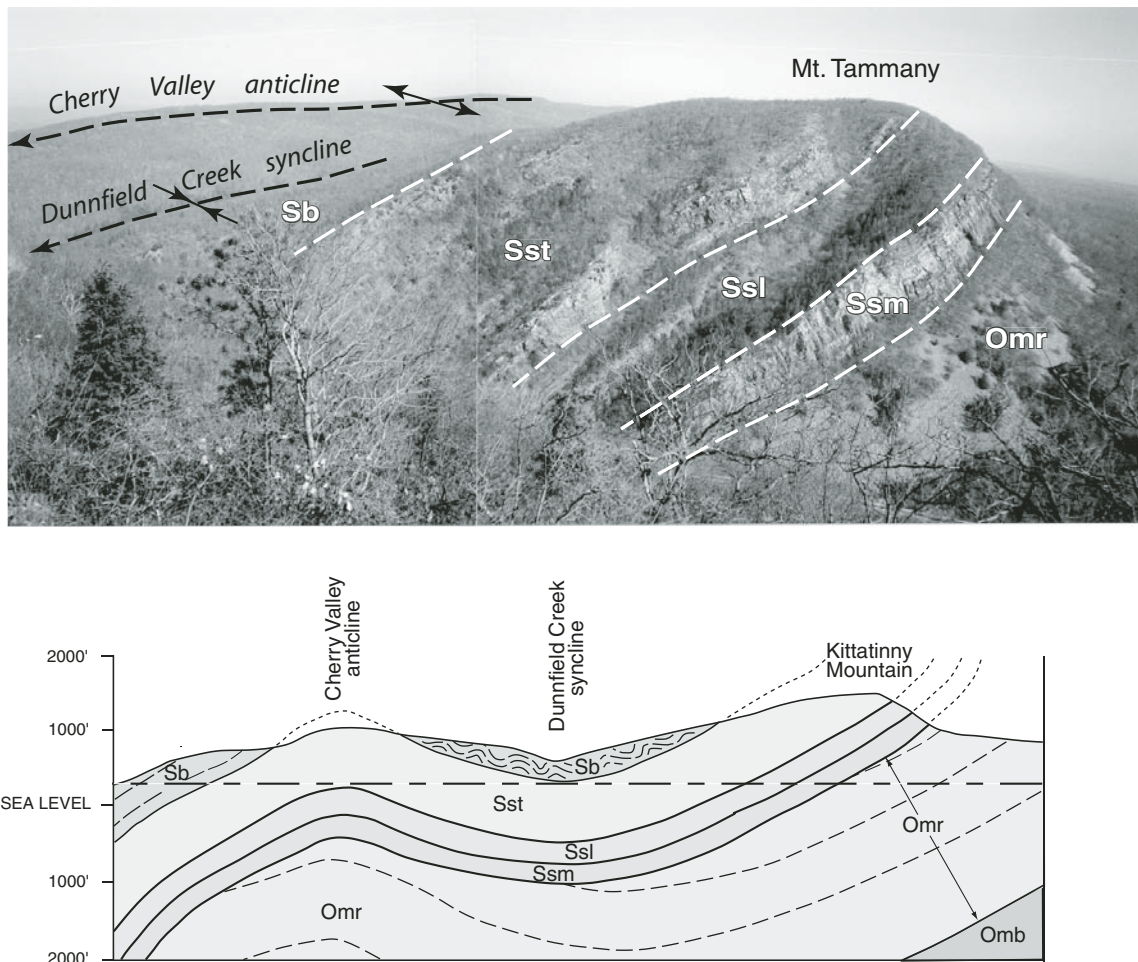 Mt. Tammany
Cherry Valley anticline
Dunnfield Creek syncline
Sb
Sst
Ssl
Ssm
Omr
Cherry Valley
anticline
Dunnfield Creek
syncline
Kittatinny
Mountain
2000'
1000'
SEA LEVEL
1000'
2000'
Sb
Sb
Sst
Ssl
Ssm
Omr
Omr
Omb